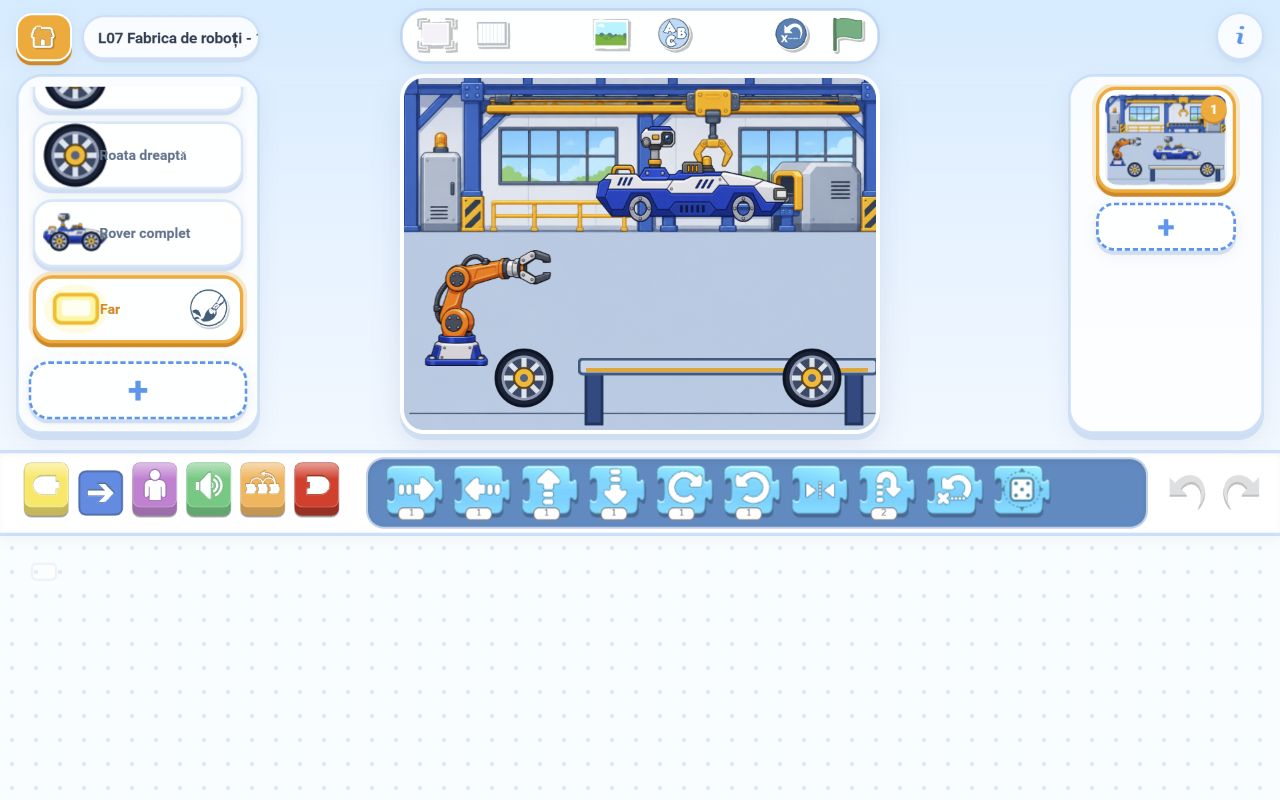 L07 Fabrica de roboți -
i
Roata dreaptă
Rover complet
Far
1
A
B
C
x
1
1
1
1
1
1
2
x